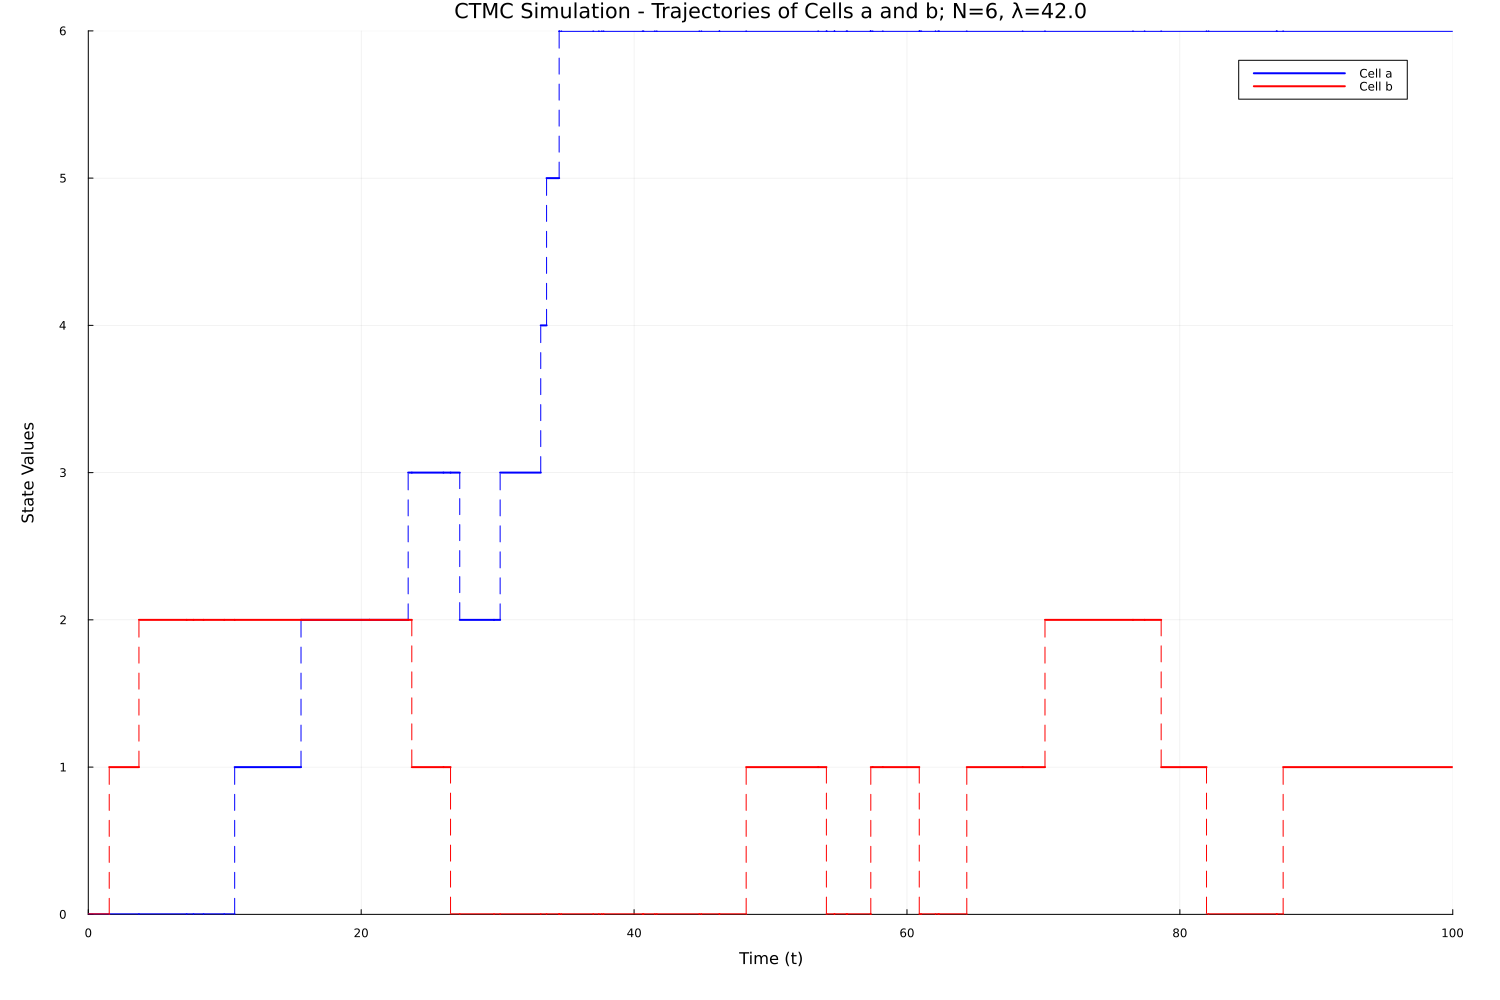 CTMC Simulation - Trajectories of Cells a and b; N=6, λ=42.0
6
Cell a
Cell b
5
4
State Values
3
2
1
0
0 20 40 60 80 100
Time (t)